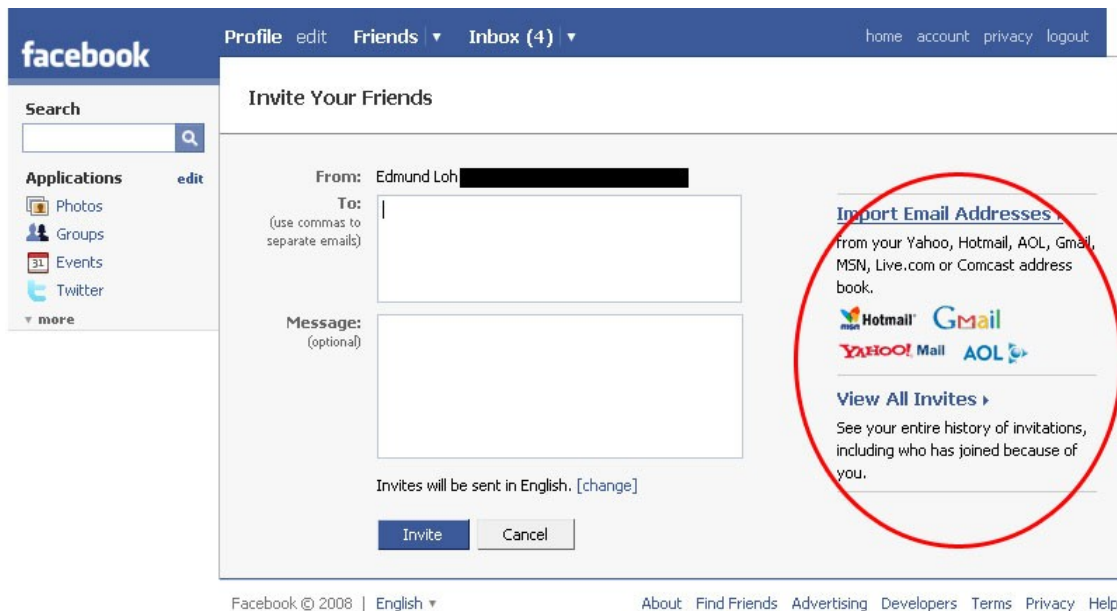 facebook
Profile edit Friends ▾ Inbox (4) ▾ home account privacy logout
Search
Applications edit
Photos
Groups
31 Events
Twitter
▾ more
Invite Your Friends
From: Edmund Loh
To:
(use commas to
separate emails)
Message:
(optional)
Invites will be sent in English. [change]
Invite Cancel
Import Email Addresses ›
from your Yahoo, Hotmail, AOL, Gmail,
MSN, Live.com or Comcast address
book.
msn Hotmail Gmail
YAHOO! Mail AOL
View All Invites ▸
See your entire history of invitations,
including who has joined because of
you.
Facebook © 2008 | English ▾ About Find Friends Advertising Developers Terms Privacy Help